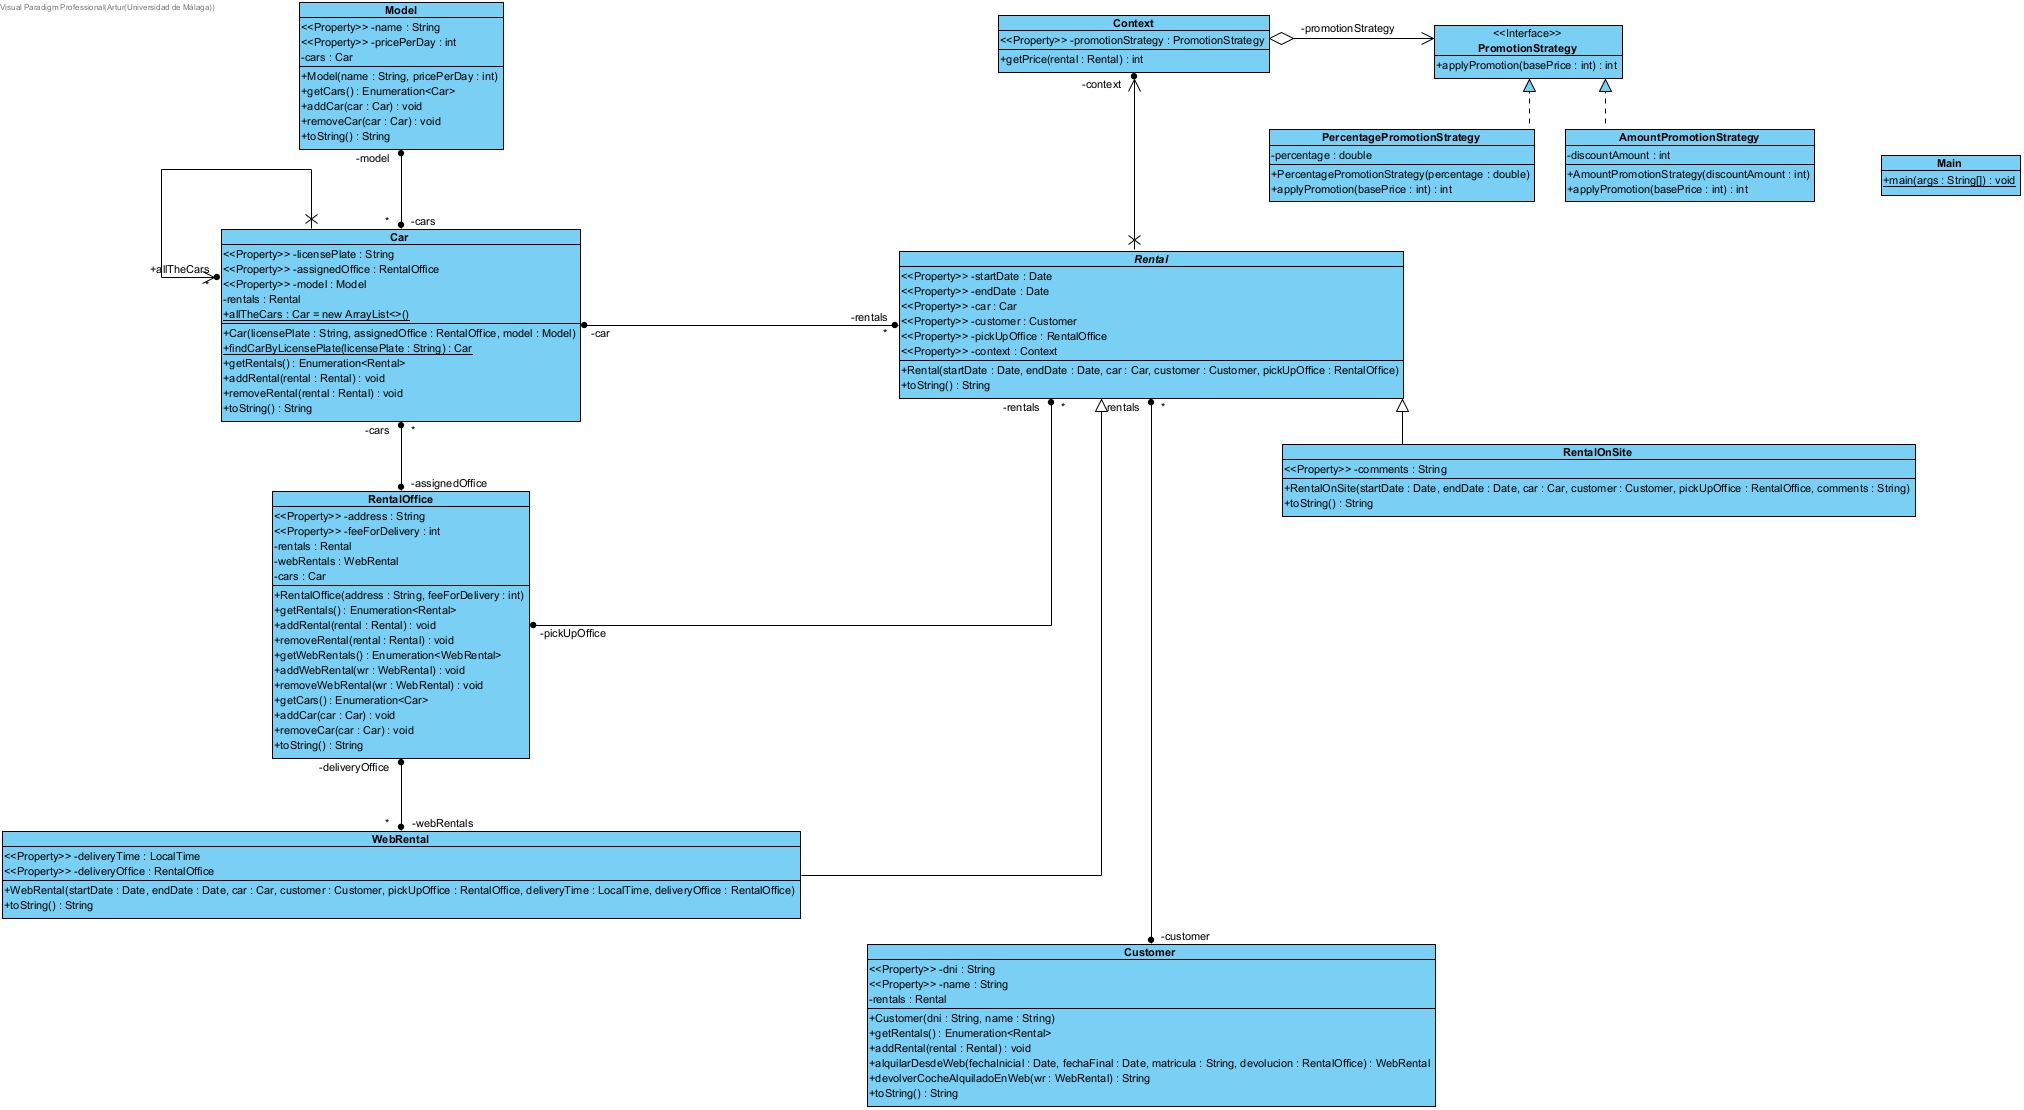 Visual Paradigm Professional(Artur(Universidad de Málaga))
Model
<<Property>> -name : String
<<Property>> -pricePerDay : int
-cars : Car
+Model(name : String, pricePerDay : int)
+getCars() : Enumeration<Car>
+addCar(car : Car) : void
+removeCar(car : Car) : void
+toString() : String
-model
*
-cars
+allTheCars
*
Car
<<Property>> -licensePlate : String
<<Property>> -assignedOffice : RentalOffice
<<Property>> -model : Model
-rentals : Rental
+allTheCars : Car = new ArrayList<>()
+Car(licensePlate : String, assignedOffice : RentalOffice, model : Model)
+findCarByLicensePlate(licensePlate : String) : Car
+getRentals() : Enumeration<Rental>
+addRental(rental : Rental) : void
+removeRental(rental : Rental) : void
+toString() : String
-car
-rentals
*
-cars
*
-assignedOffice
RentalOffice
<<Property>> -address : String
<<Property>> -feeForDelivery : int
-rentals : Rental
-webRentals : WebRental
-cars : Car
+RentalOffice(address : String, feeForDelivery : int)
+getRentals() : Enumeration<Rental>
+addRental(rental : Rental) : void
+removeRental(rental : Rental) : void
+getWebRentals() : Enumeration<WebRental>
+addWebRental(wr : WebRental) : void
+removeWebRental(wr : WebRental) : void
+getCars() : Enumeration<Car>
+addCar(car : Car) : void
+removeCar(car : Car) : void
+toString() : String
-pickUpOffice
-deliveryOffice
*
-webRentals
WebRental
<<Property>> -deliveryTime : LocalTime
<<Property>> -deliveryOffice : RentalOffice
+WebRental(startDate : Date, endDate : Date, car : Car, customer : Customer, pickUpOffice : RentalOffice, deliveryTime : LocalTime, deliveryOffice : RentalOffice)
+toString() : String
Context
<<Property>> -promotionStrategy : PromotionStrategy
+getPrice(rental : Rental) : int
-promotionStrategy
-context
<<Interface>>
PromotionStrategy
+applyPromotion(basePrice : int) : int
PercentagePromotionStrategy
-percentage : double
+PercentagePromotionStrategy(percentage : double)
+applyPromotion(basePrice : int) : int
AmountPromotionStrategy
-discountAmount : int
+AmountPromotionStrategy(discountAmount : int)
+applyPromotion(basePrice : int) : int
Main
+main(args : String[]) : void
Rental
<<Property>> -startDate : Date
<<Property>> -endDate : Date
<<Property>> -car : Car
<<Property>> -customer : Customer
<<Property>> -pickUpOffice : RentalOffice
<<Property>> -context : Context
+Rental(startDate : Date, endDate : Date, car : Car, customer : Customer, pickUpOffice : RentalOffice)
+toString() : String
-rentals
*
rentals
*
RentalOnSite
<<Property>> -comments : String
+RentalOnSite(startDate : Date, endDate : Date, car : Car, customer : Customer, pickUpOffice : RentalOffice, comments : String)
+toString() : String
-customer
Customer
<<Property>> -dni : String
<<Property>> -name : String
-rentals : Rental
+Customer(dni : String, name : String)
+getRentals() : Enumeration<Rental>
+addRental(rental : Rental) : void
+alquilarDesdeWeb(fechaInicial : Date, fechaFinal : Date, matricula : String, devolucion : RentalOffice) : WebRental
+devolverCocheAlquiladoEnWeb(wr : WebRental) : String
+toString() : String